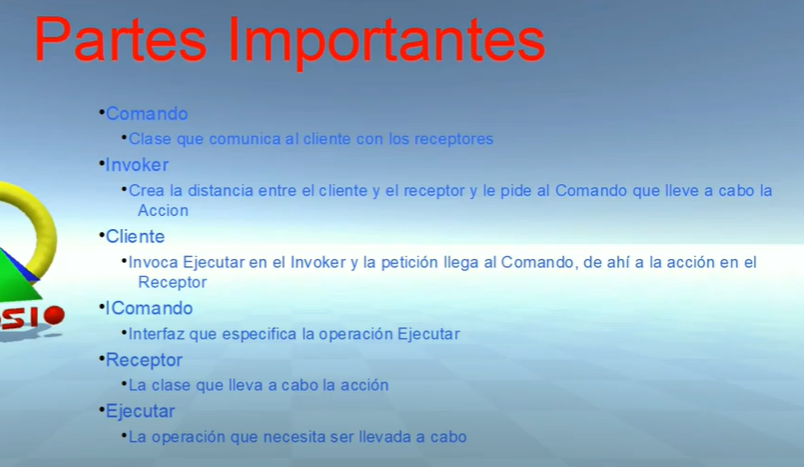 Partes Importantes
•Comando
•Clase que comunica al cliente con los receptores
•Invoker
•Crea la distancia entre el cliente y el receptor y le pide al Comando que lleve a cabo la
Accion
•Cliente
•Invoca Ejecutar en el Invoker y la petición llega al Comando, de ahí a la acción en el
Receptor
•IComando
•Interfaz que especifica la operación Ejecutar
•Receptor
•La clase que lleva a cabo la acción
•Ejecutar
•La operación que necesita ser llevada a cabo